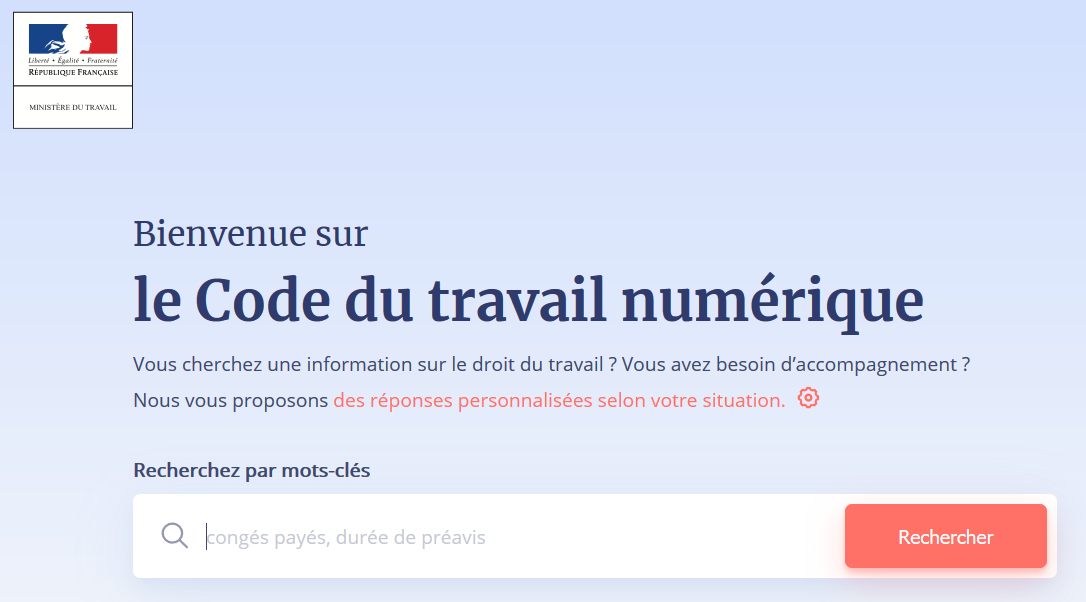 Liberté • Égalité • Fraternité
RÉPUBLIQUE FRANÇAISE
MINISTÈRE DU TRAVAIL
Bienvenue sur
le Code du travail numérique
Vous cherchez une information sur le droit du travail ? Vous avez besoin d’accompagnement ?
Nous vous proposons des réponses personnalisées selon votre situation.
Recherchez par mots-clés
congés payés, durée de préavis
Rechercher